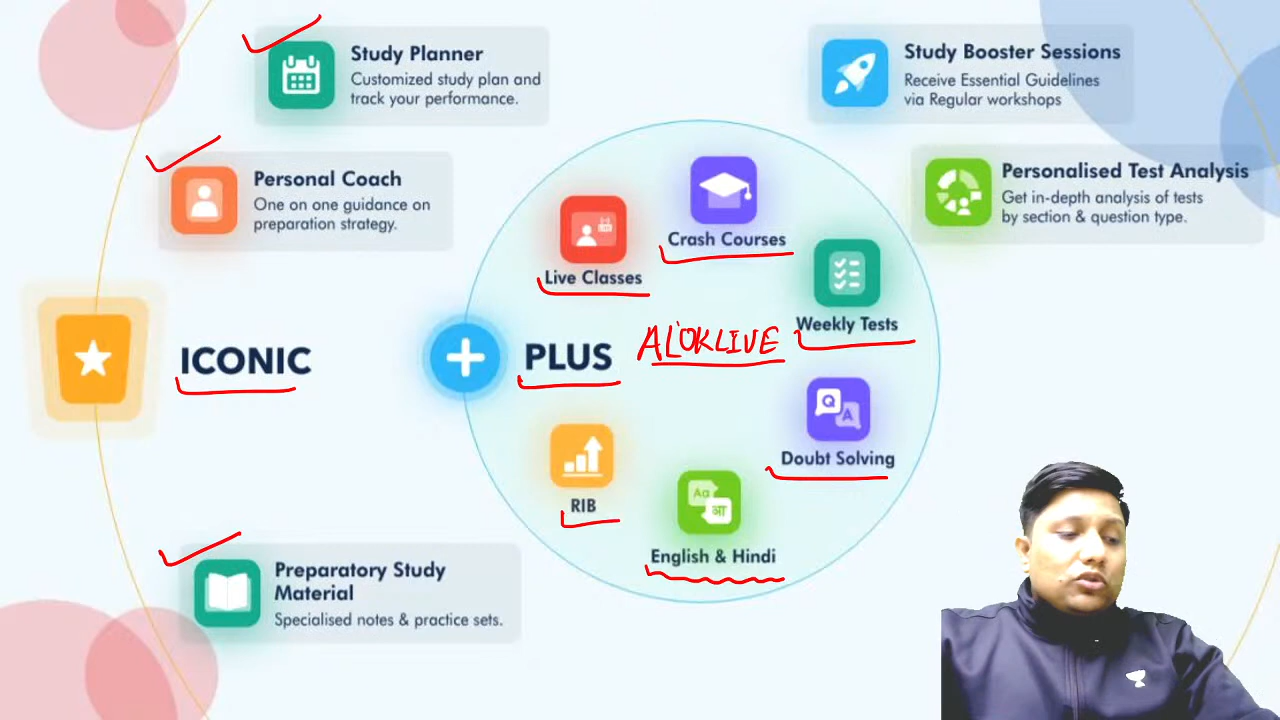 Study Planner
Customized study plan and
track your performance.
Study Booster Sessions
Receive Essential Guidelines
via Regular workshops
Personal Coach
One on one guidance on
preparation strategy.
Personalised Test Analysis
Get in-depth analysis of tests
by section & question type.
Crash Courses
Live Classes
Weekly Tests
ICONIC
PLUS
ALOKLIVE
Q
A
Doubt Solving
RIB
Aa
आ
English & Hindi
Preparatory Study
Material
Specialised notes & practice sets.